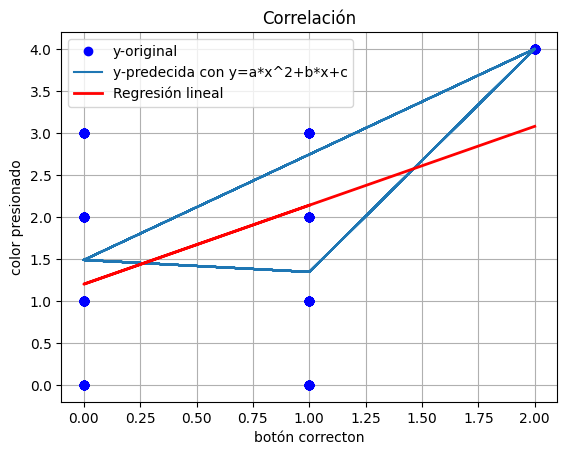 Correlación
y-original
y-predecida con y=a*x^2+b*x+c
Regresión lineal
color presionado
4.0
3.5
3.0
2.5
2.0
1.5
1.0
0.5
0.0
0.00 0.25 0.50 0.75 1.00 1.25 1.50 1.75 2.00
botón correcton